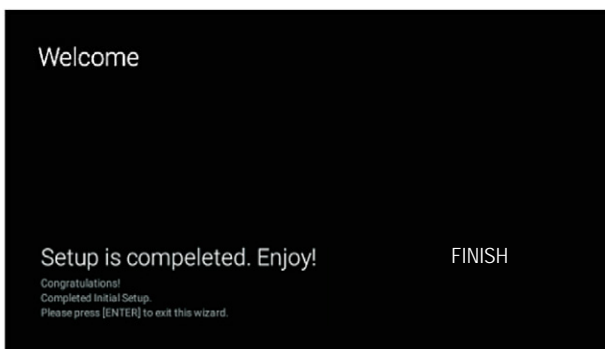 Welcome
Setup is compeleted. Enjoy!
FINISH
Congratulations!
Completed Initial Setup.
Please press [ENTER] to exit this wizard.